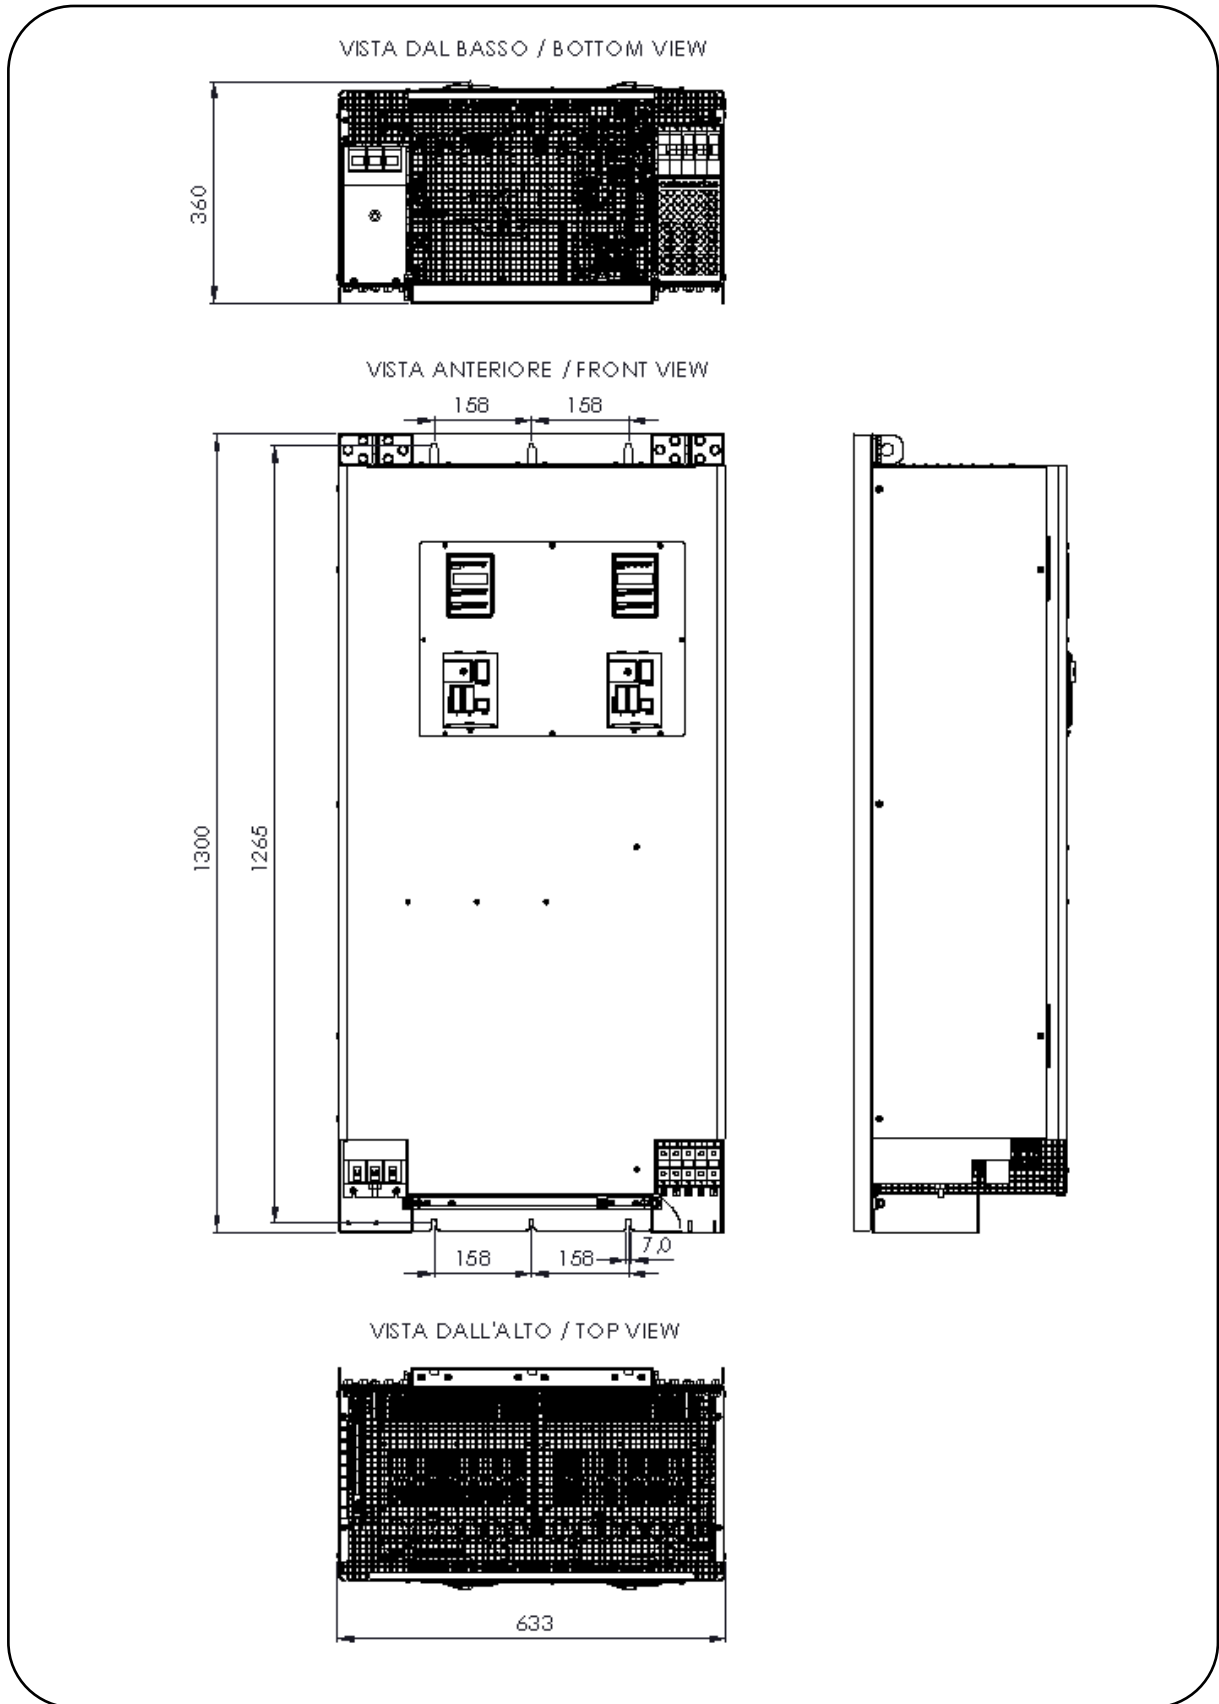 VISTA DAL BASSO / BOTTOM VIEW
360
VISTA ANTERIORE / FRONT VIEW
158 158
1300
1265
7,0
158 158
VISTA DALL'ALTO / TOP VIEW
633